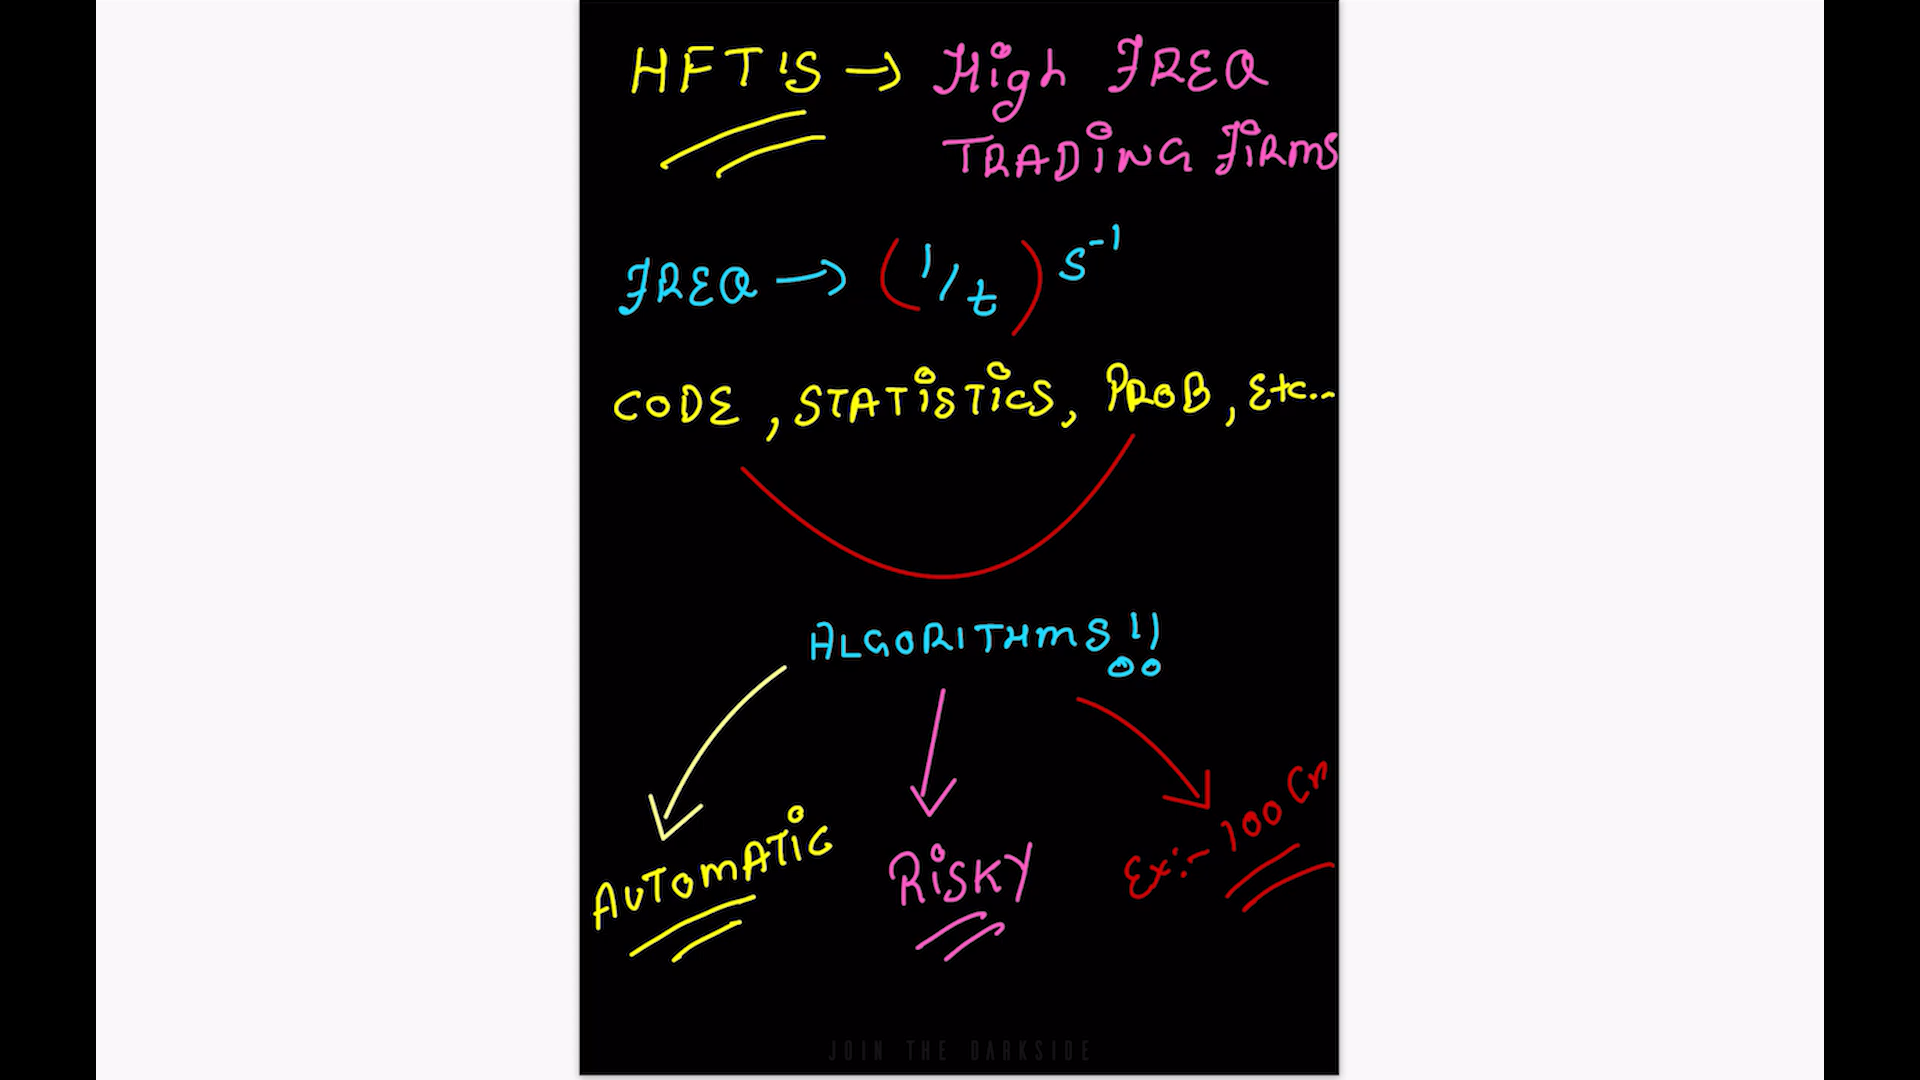 HFT'S → High FREQ
TRADING FIRMS
FREQ → (1/t) s⁻¹
CODE, STATISTICS, PROB, Etc...
ALGORITHMS!!
AUTOMATIC
RISKY
Ex:- 100 Cr
JOIN THE DARKSIDE